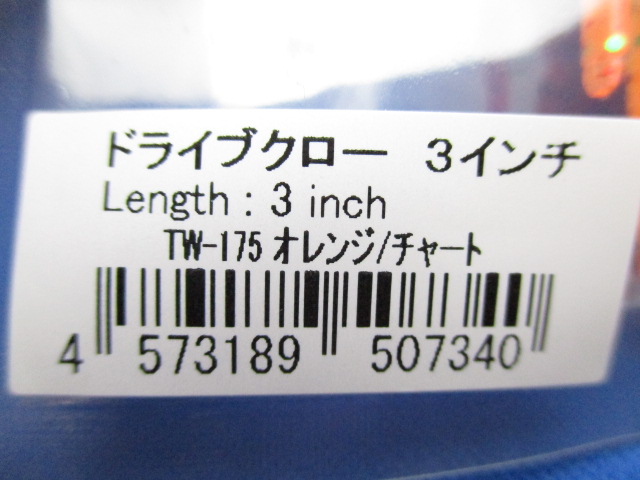 ドライブクロー 3インチ
Length : 3 inch
TW-175 オレンジ/チャート
4 573189 507340